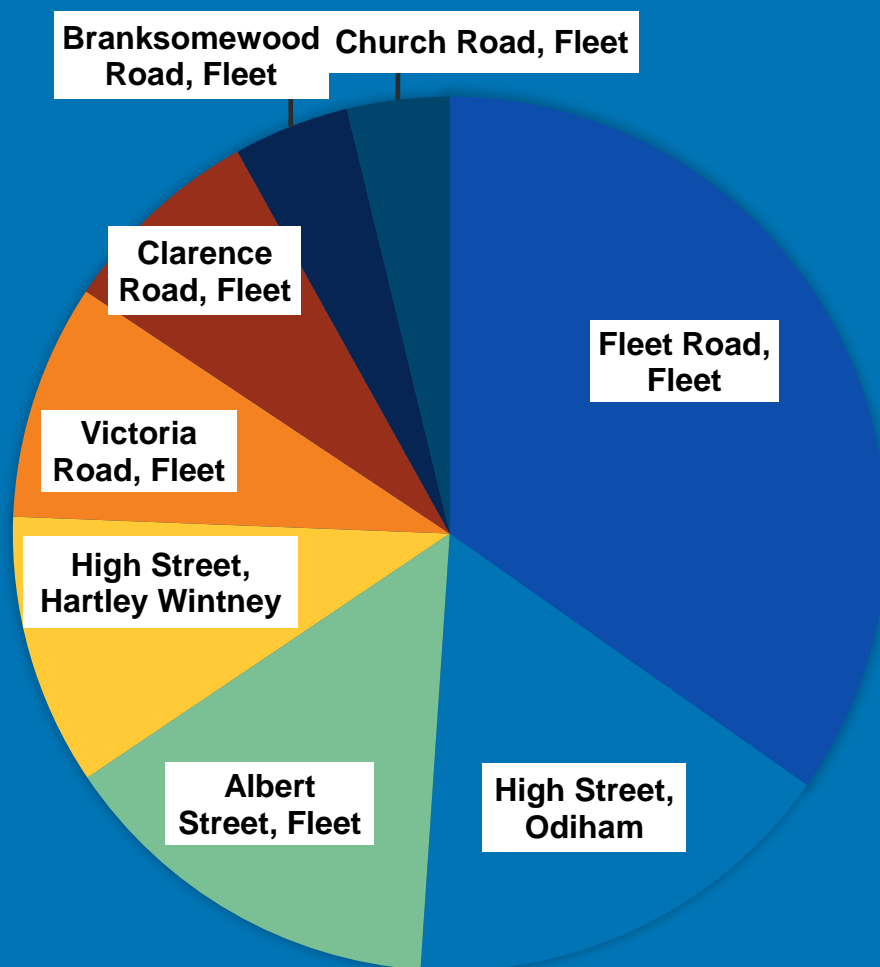 Branksomewood
Road, Fleet
Church Road, Fleet
Clarence
Road, Fleet
Fleet Road,
Fleet
Victoria
Road, Fleet
High Street,
Hartley Wintney
Albert
Street, Fleet
High Street,
Odiham